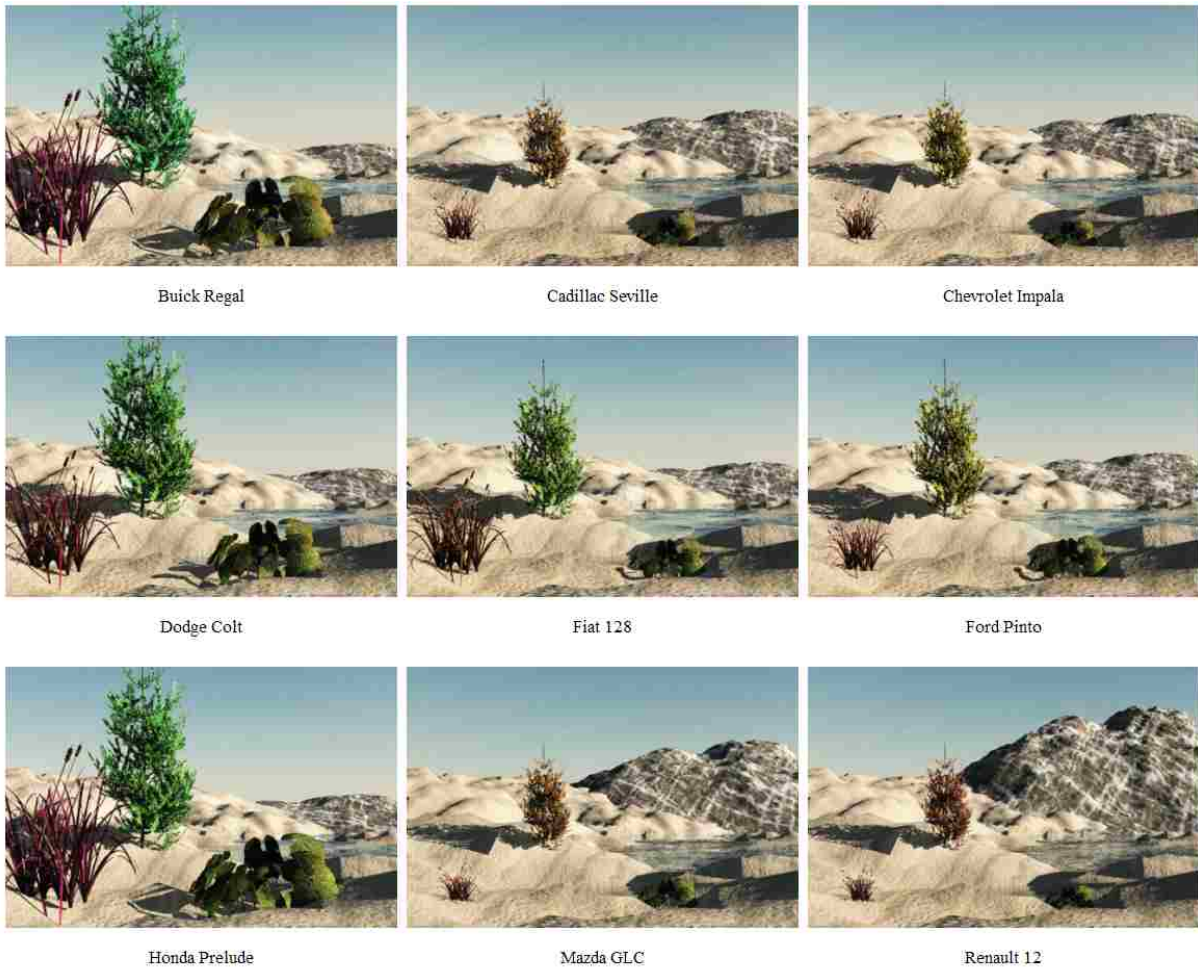 Buick Regal
Cadillac Seville
Chevrolet Impala
Dodge Colt
Fiat 128
Ford Pinto
Honda Prelude
Mazda GLC
Renault 12